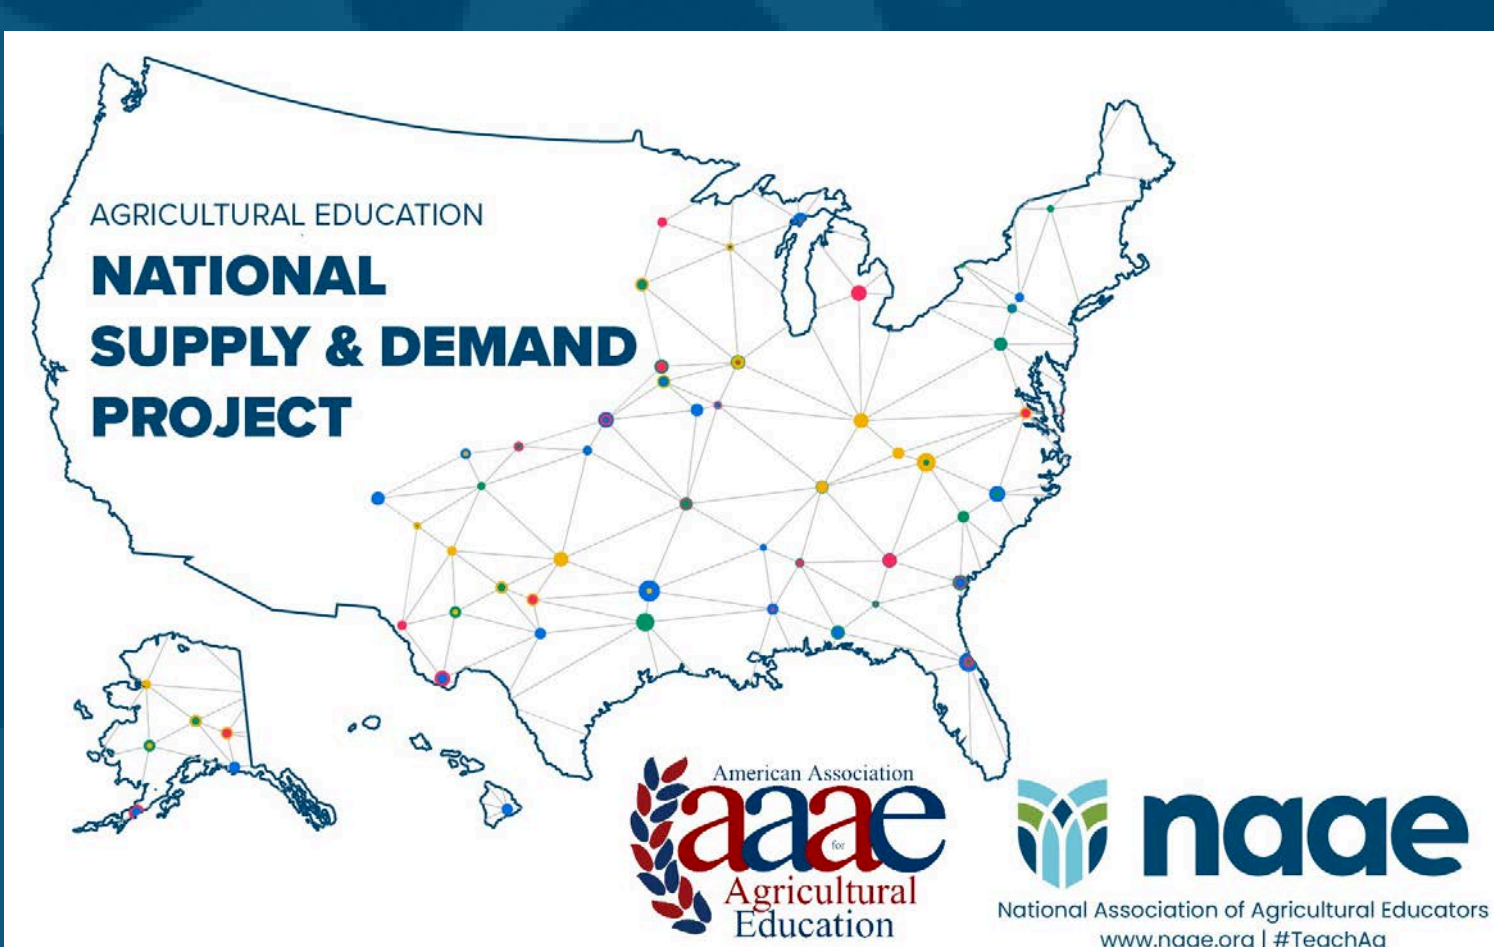 AGRICULTURAL EDUCATION
NATIONAL
SUPPLY & DEMAND
PROJECT
American Association
aaae
for
Agricultural
Education
naae
National Association of Agricultural Educators
www.naae.org | #TeachAg